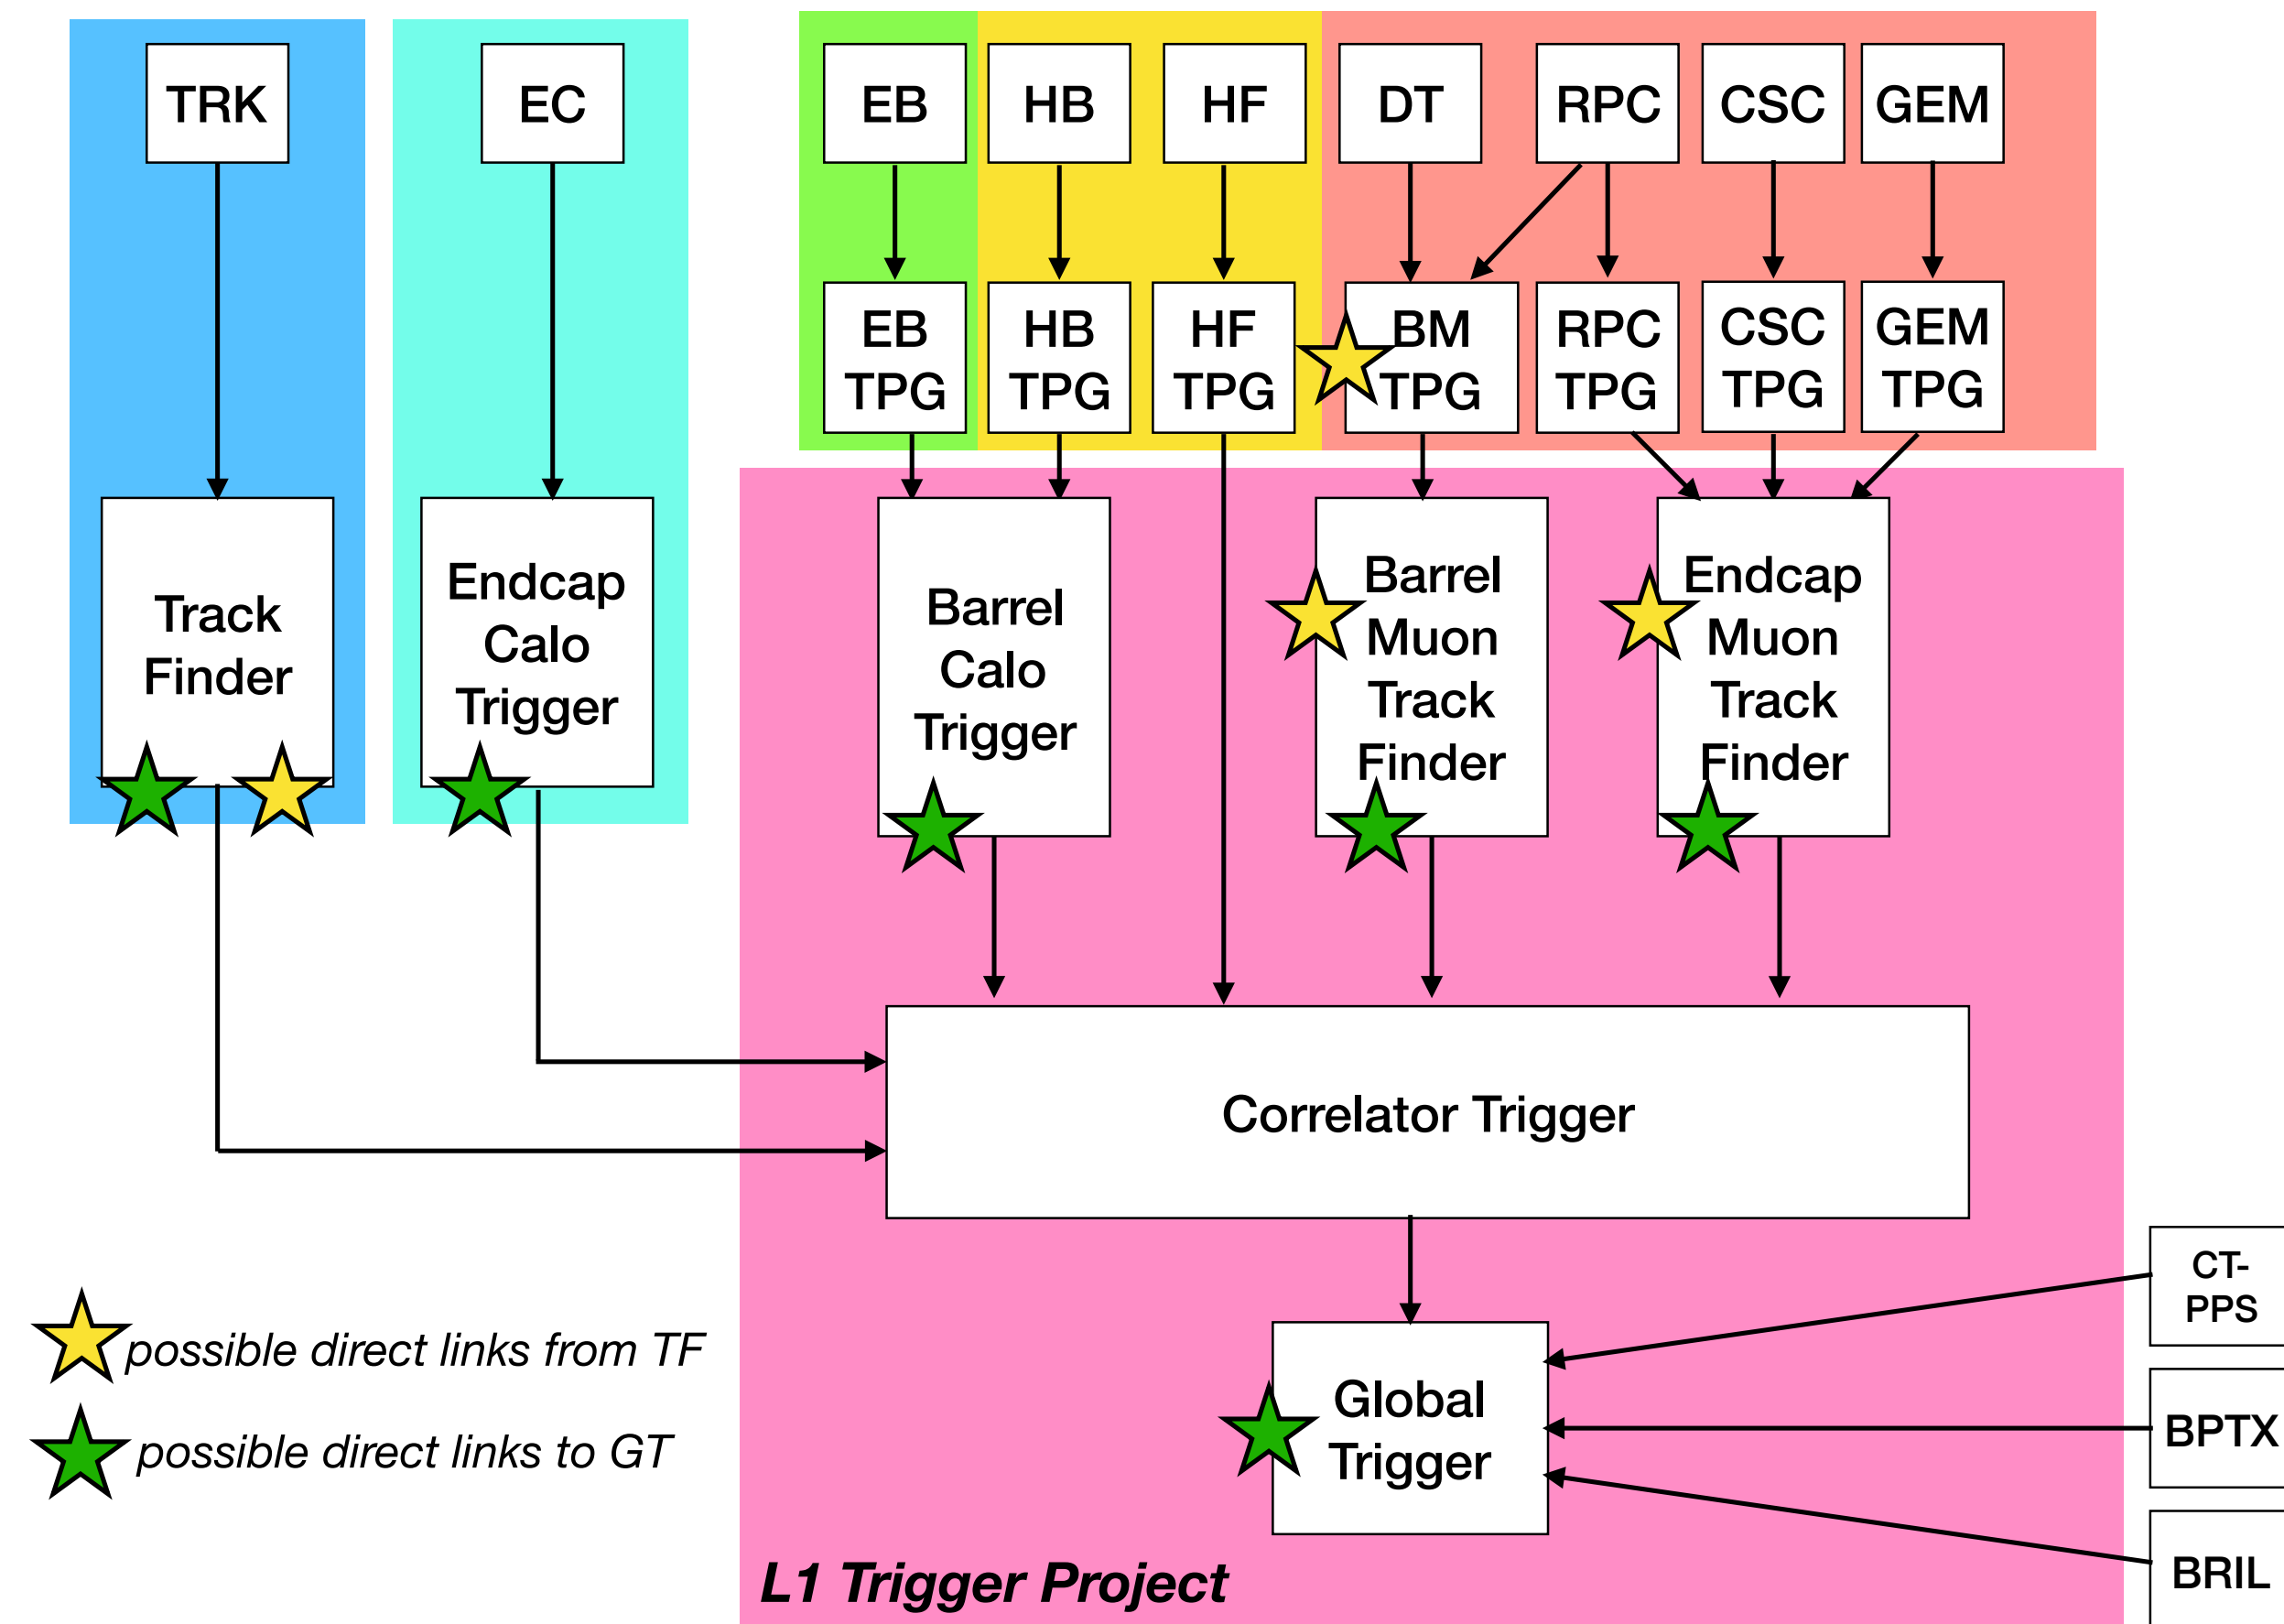 TRK
EC
EB
HB
HF
DT
RPC
CSC
GEM
EB
TPG
HB
TPG
HF
TPG
BM
TPG
RPC
TPG
CSC
TPG
GEM
TPG
Track
Finder
Endcap
Calo
Trigger
Barrel
Calo
Trigger
Barrel
Muon
Track
Finder
Endcap
Muon
Track
Finder
Correlator Trigger
CT-
PPS
possible direct links from TF
Global
Trigger
BPTX
possible direct links to GT
BRIL
L1 Trigger Project